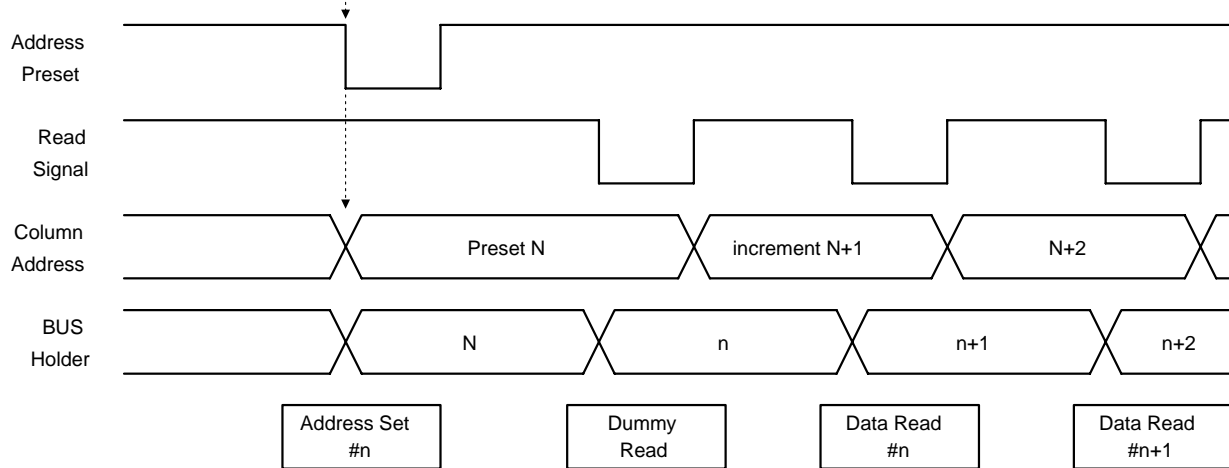 Address
Preset
Read
Signal
Column
Address
Preset N
increment N+1
N+2
BUS
Holder
N
n
n+1
n+2
Address Set
#n
Dummy
Read
Data Read
#n
Data Read
#n+1